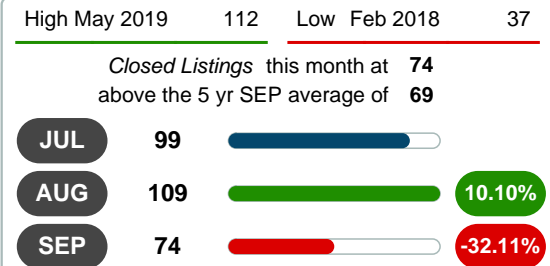 High May 2019 112 Low Feb 2018 37
Closed Listings this month at 74
above the 5 yr SEP average of 69
JUL 99
AUG 109 10.10%
SEP 74 -32.11%